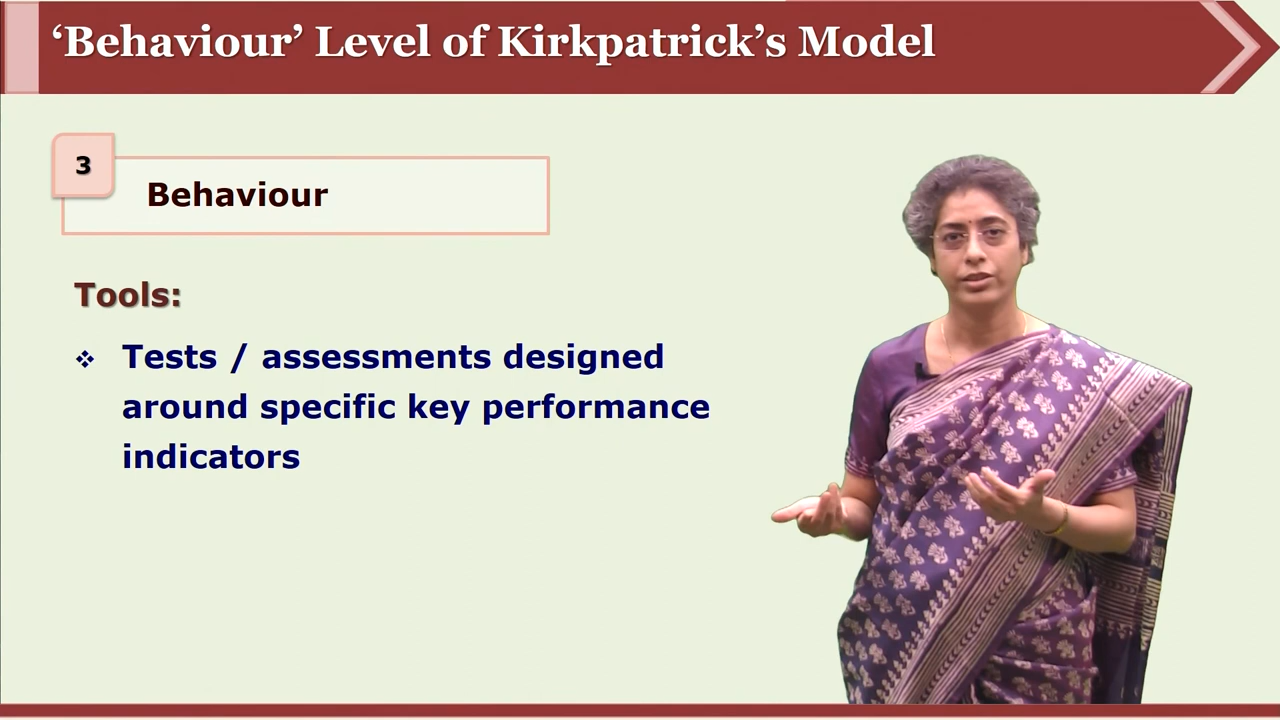 ‘Behaviour’ Level of Kirkpatrick’s Model
3
Behaviour
Tools:
❖ Tests / assessments designed
around specific key performance
indicators